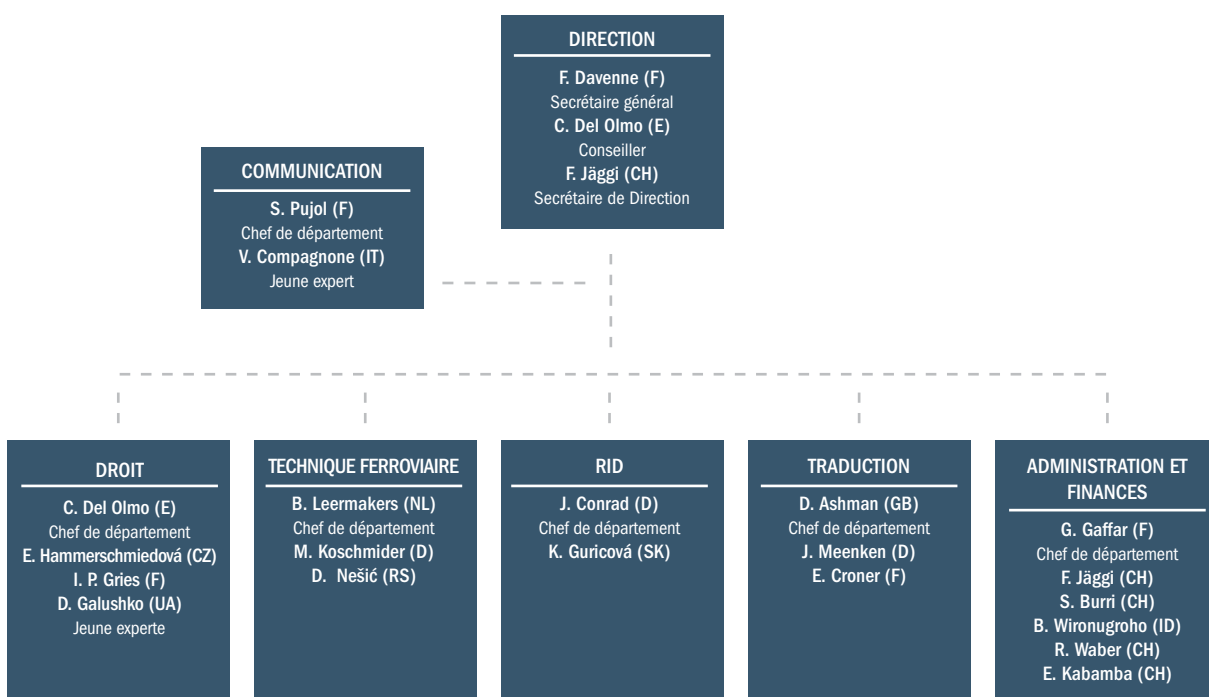 DIRECTION
F. Davenne (F)
Secrétaire général
C. Del Olmo (E)
Conseiller
F. Jäggi (CH)
Secrétaire de Direction
COMMUNICATION
S. Pujol (F)
Chef de département
V. Compagnone (IT)
Jeune expert
DROIT
C. Del Olmo (E)
Chef de département
E. Hammerschmiedová (CZ)
I. P. Gries (F)
D. Galushko (UA)
Jeune experte
TECHNIQUE FERROVIAIRE
B. Leermakers (NL)
Chef de département
M. Koschmider (D)
D. Nešić (RS)
RID
J. Conrad (D)
Chef de département
K. Guricová (SK)
TRADUCTION
D. Ashman (GB)
Chef de département
J. Meenken (D)
E. Croner (F)
ADMINISTRATION ET
FINANCES
G. Gaffar (F)
Chef de département
F. Jäggi (CH)
S. Burri (CH)
B. Wironugroho (ID)
R. Waber (CH)
E. Kabamba (CH)